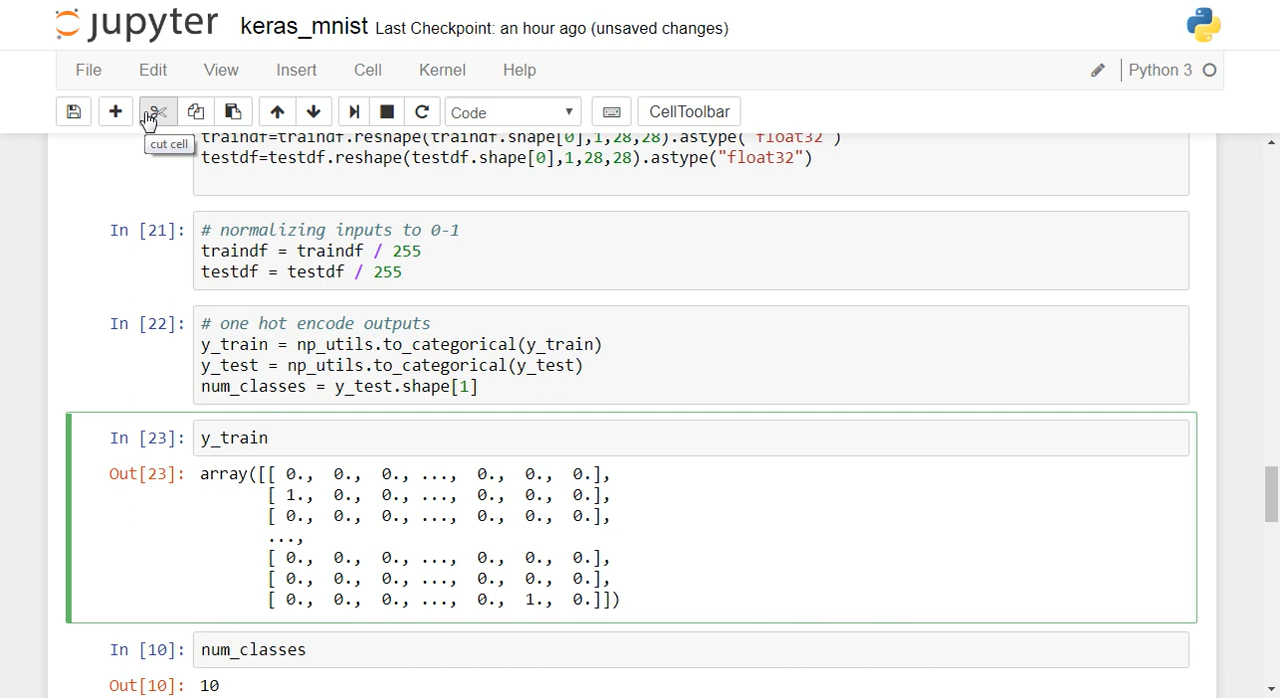 jupyter keras_mnist Last Checkpoint: an hour ago (unsaved changes)
File Edit View Insert Cell Kernel Help Python 3
Code CellToolbar
cut cell
traindf=traindf.reshape(traindf.shape[0],1,28,28).astype("float32")
testdf=testdf.reshape(testdf.shape[0],1,28,28).astype("float32")
In [21]: # normalizing inputs to 0-1
traindf = traindf / 255
testdf = testdf / 255
In [22]: # one hot encode outputs
y_train = np_utils.to_categorical(y_train)
y_test = np_utils.to_categorical(y_test)
num_classes = y_test.shape[1]
In [23]: y_train
Out[23]: array([[ 0., 0., 0., ..., 0., 0., 0.],
[ 1., 0., 0., ..., 0., 0., 0.],
[ 0., 0., 0., ..., 0., 0., 0.],
...,
[ 0., 0., 0., ..., 0., 0., 0.],
[ 0., 0., 0., ..., 0., 0., 0.],
[ 0., 0., 0., ..., 0., 1., 0.]])
In [10]: num_classes
Out[10]: 10